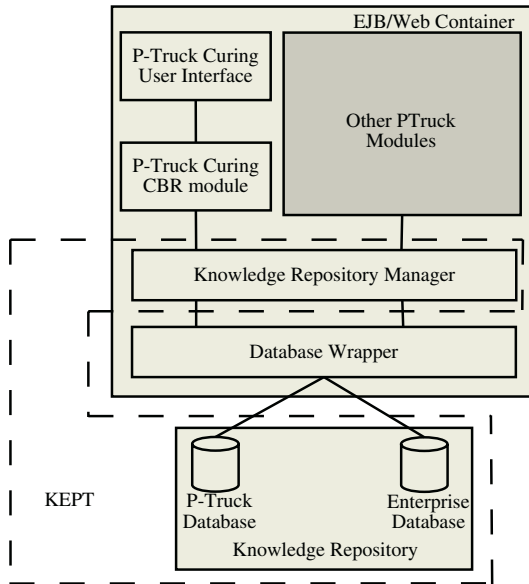 EJB/Web Container
P-Truck Curing
User Interface
Other PTruck
Modules
P-Truck Curing
CBR module
Knowledge Repository Manager
Database Wrapper
KEPT
P-Truck
Database
Enterprise
Database
Knowledge Repository